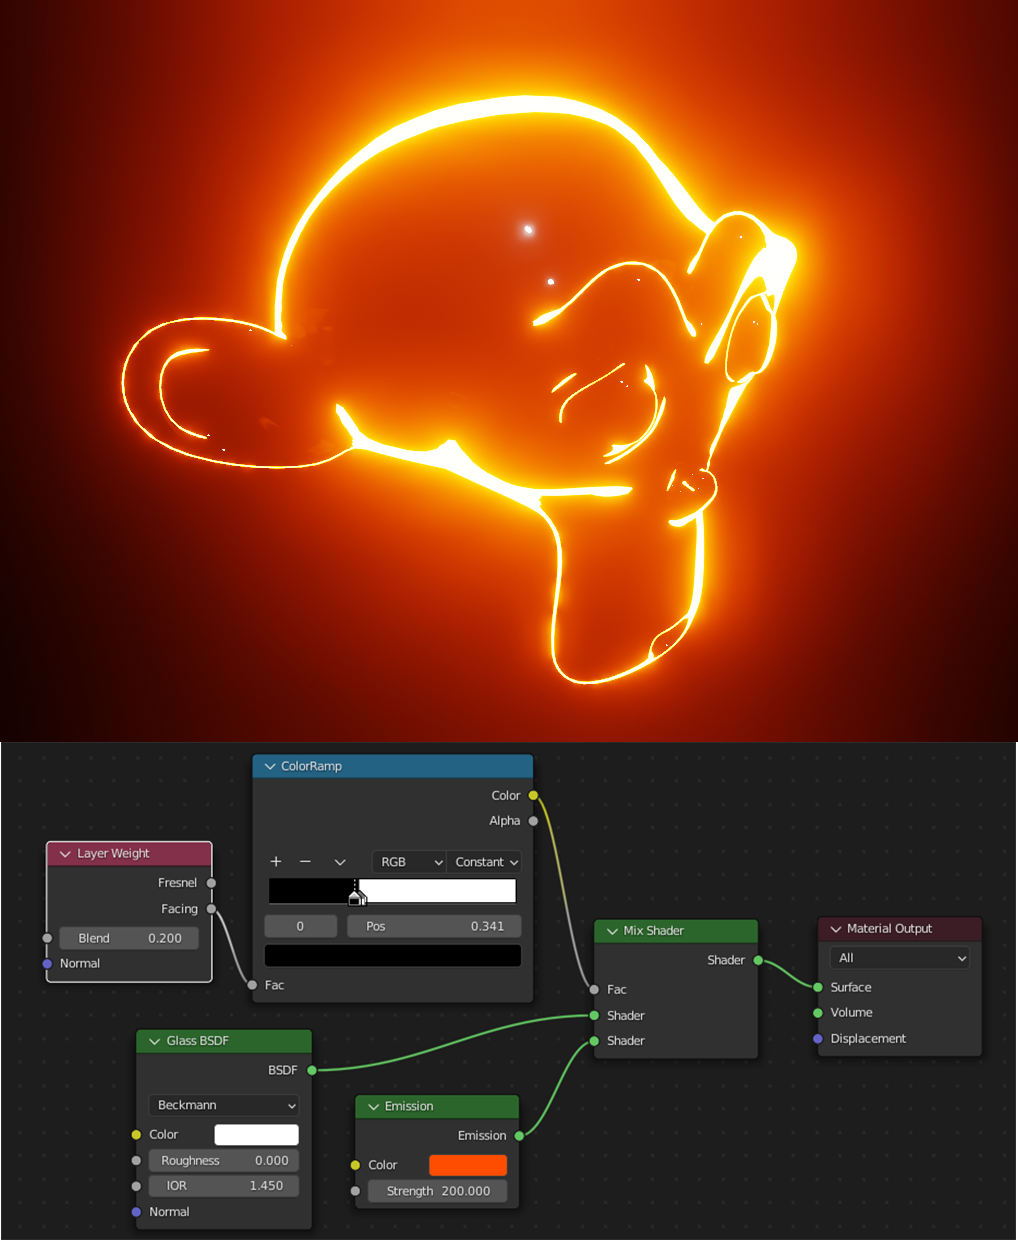 ColorRamp
Color
Alpha
+ − RGB Constant
0 Pos 0.341
Fac
Layer Weight
Fresnel
Facing
Blend 0.200
Normal
Mix Shader
Shader
Fac
Shader
Shader
Material Output
All
Surface
Volume
Displacement
Glass BSDF
BSDF
Beckmann
Color
Roughness 0.000
IOR 1.450
Normal
Emission
Emission
Color
Strength 200.000